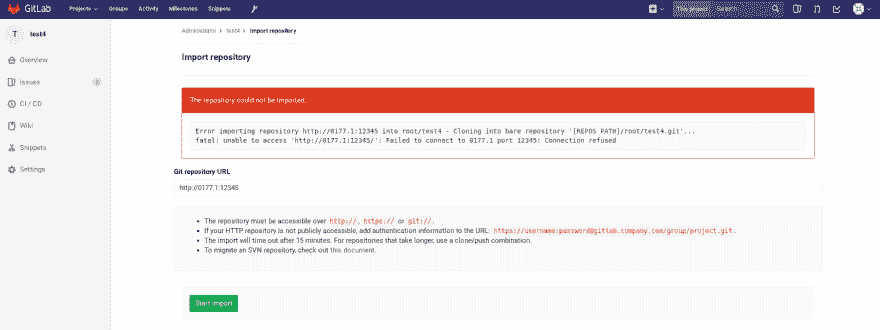 GitLab
Projects Groups Activity Milestones Snippets
This project Search
T test4
Administrator > test4 > Import repository
Overview
Issues 0
CI / CD
Wiki
Snippets
Settings
Import repository
The repository could not be imported.
Error importing repository http://0177.1:12345 into root/test4 - Cloning into bare repository '[REPOS PATH]/root/test4.git'...
fatal: unable to access 'http://0177.1:12345/': Failed to connect to 0177.1 port 12345: Connection refused
Git repository URL
http://0177.1:12345
The repository must be accessible over http://, https:// or git://.
If your HTTP repository is not publicly accessible, add authentication information to the URL: https://username:password@gitlab.company.com/group/project.git.
The import will time out after 15 minutes. For repositories that take longer, use a clone/push combination.
To migrate an SVN repository, check out this document.
Start import